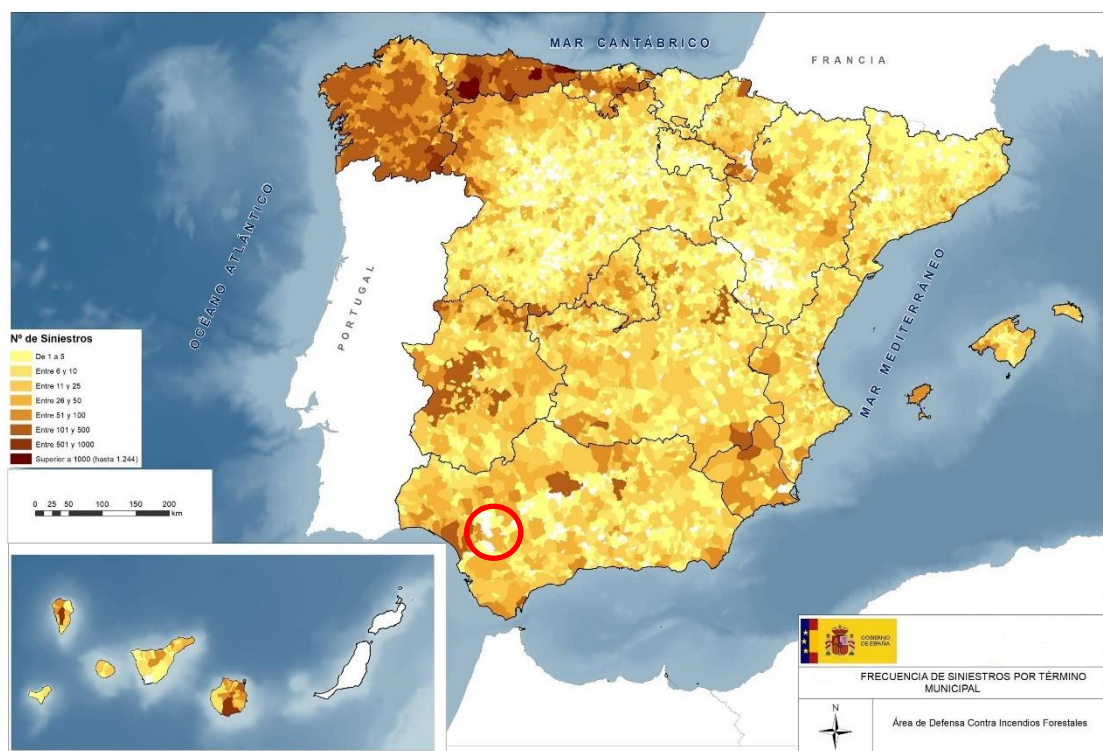 MAR CANTÁBRICO
FRANCIA
OCÉANO ATLÁNTICO
PORTUGAL
MAR MEDITERRÁNEO
Nº de Siniestros
De 1 a 5
Entre 6 y 10
Entre 11 y 25
Entre 26 y 50
Entre 51 y 100
Entre 101 y 500
Entre 501 y 1000
Superior a 1000 (hasta 1.244)
0 25 50 100 150 200
km
GOBIERNO
DE ESPAÑA
FRECUENCIA DE SINIESTROS POR TÉRMINO
MUNICIPAL
N
Área de Defensa Contra Incendios Forestales